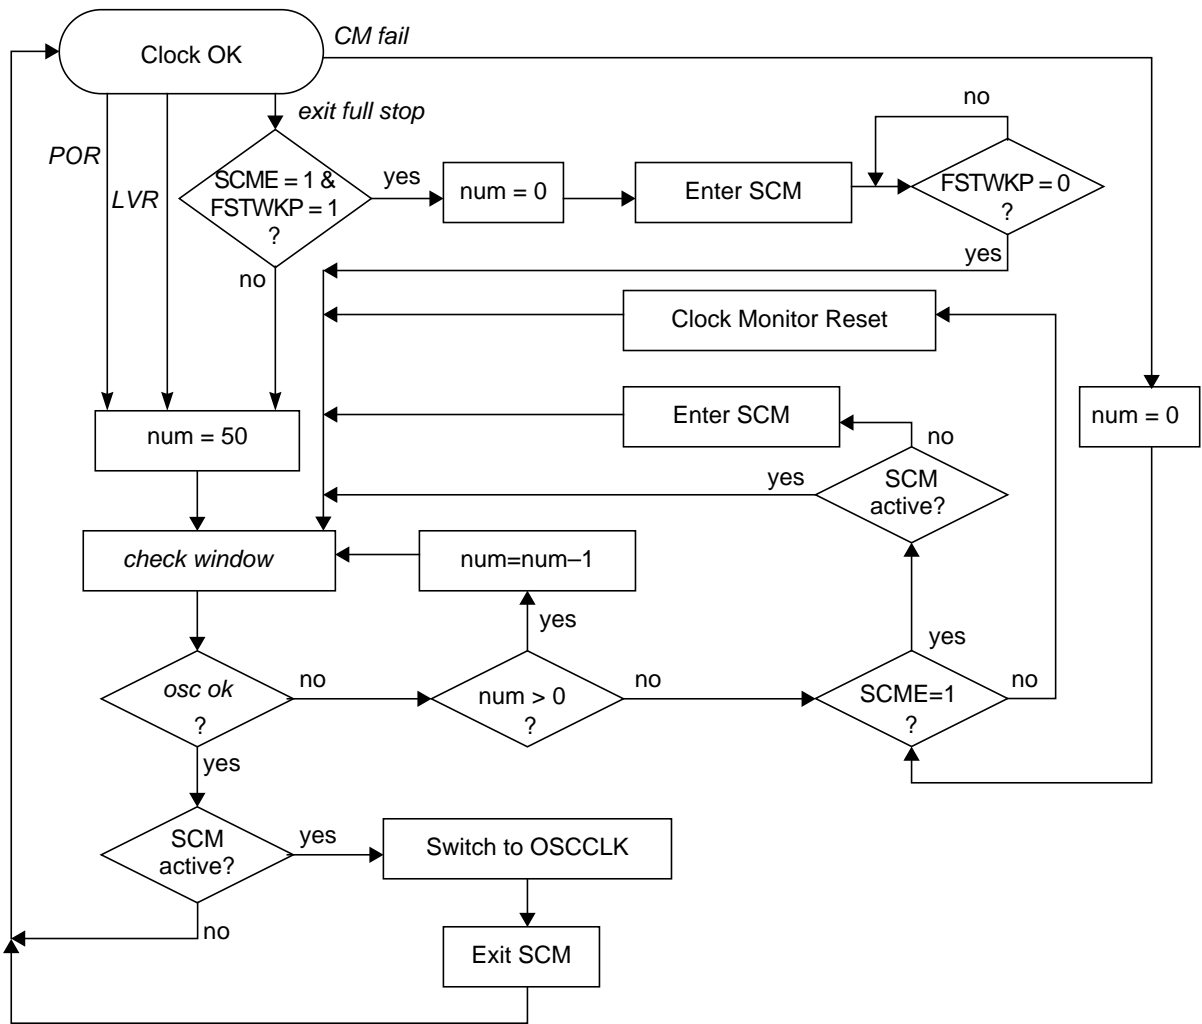 CM fail
Clock OK
exit full stop
no
POR
SCME = 1 &
FSTWKP = 1
?
yes
num = 0
Enter SCM
FSTWKP = 0
?
LVR
no
yes
Clock Monitor Reset
num = 50
Enter SCM
num = 0
no
yes
SCM
active?
check window
num=num–1
yes
yes
osc ok
?
no
num > 0
?
no
SCME=1
?
no
yes
SCM
active?
yes
Switch to OSCCLK
no
Exit SCM